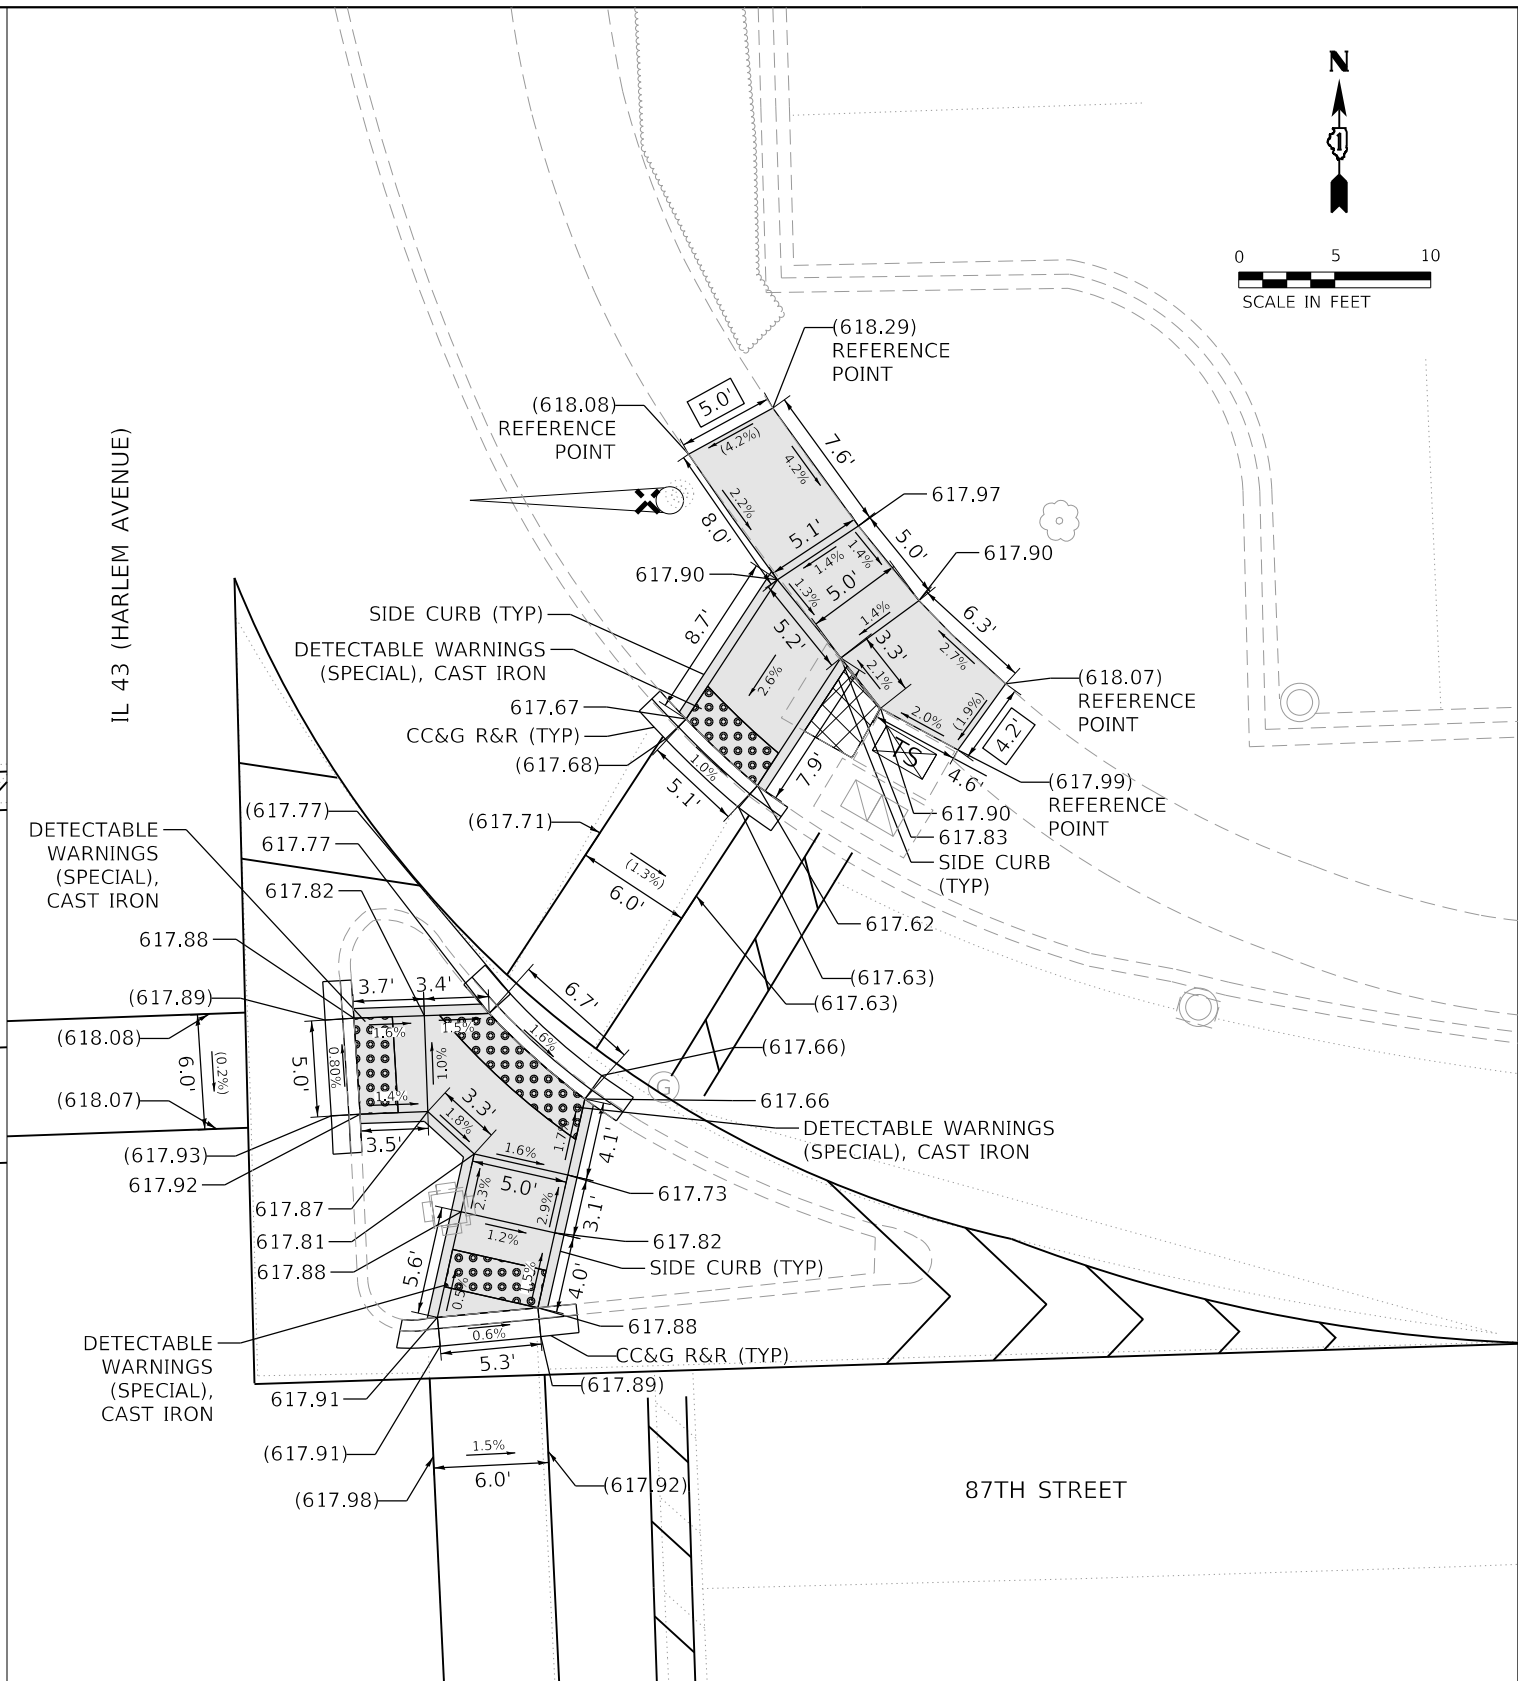 N
0 5 10
SCALE IN FEET
(618.29)
REFERENCE
POINT
(618.08)
REFERENCE
POINT
5.0'
(4.2%)
7.6'
4.2%
2.2%
8.0'
617.97
5.1'
5.0'
1.4%
1.4%
617.90
617.90
1.3%
5.0'
1.4%
6.3'
SIDE CURB (TYP)
8.7'
5.2'
3.3'
2.7%
DETECTABLE WARNINGS
(SPECIAL), CAST IRON
2.6%
2.1%
(618.07)
REFERENCE
POINT
617.67
2.0%
(1.9%)
CC&G R&R (TYP)
4.2'
(617.68)
1.0%
TS
5.1'
7.9'
4.6'
(617.99)
REFERENCE
POINT
IL 43 (HARLEM AVENUE)
(617.77)
(617.71)
617.90
617.83
SIDE CURB
(TYP)
DETECTABLE
WARNINGS
(SPECIAL),
CAST IRON
617.77
(1.3%)
6.0'
617.82
617.88
617.62
(617.63)
(617.63)
(617.89)
3.7'
3.4'
6.7'
(618.08)
1.6%
1.5%
1.6%
6.0'
(0.2%)
5.0'
0.80%
1.0%
(617.66)
(618.07)
1.4%
3.3'
617.66
1.8%
DETECTABLE WARNINGS
(SPECIAL), CAST IRON
3.5'
1.6%
1.7%
4.1'
(617.93)
617.92
5.0'
617.73
2.3%
2.9%
3.1'
617.87
617.81
1.2%
617.82
617.88
SIDE CURB (TYP)
5.6'
0.5%
1.5%
4.0'
617.88
0.6%
DETECTABLE
WARNINGS
(SPECIAL),
CAST IRON
5.3'
CC&G R&R (TYP)
(617.89)
617.91
(617.91)
1.5%
6.0'
(617.98)
(617.92)
87TH STREET
G